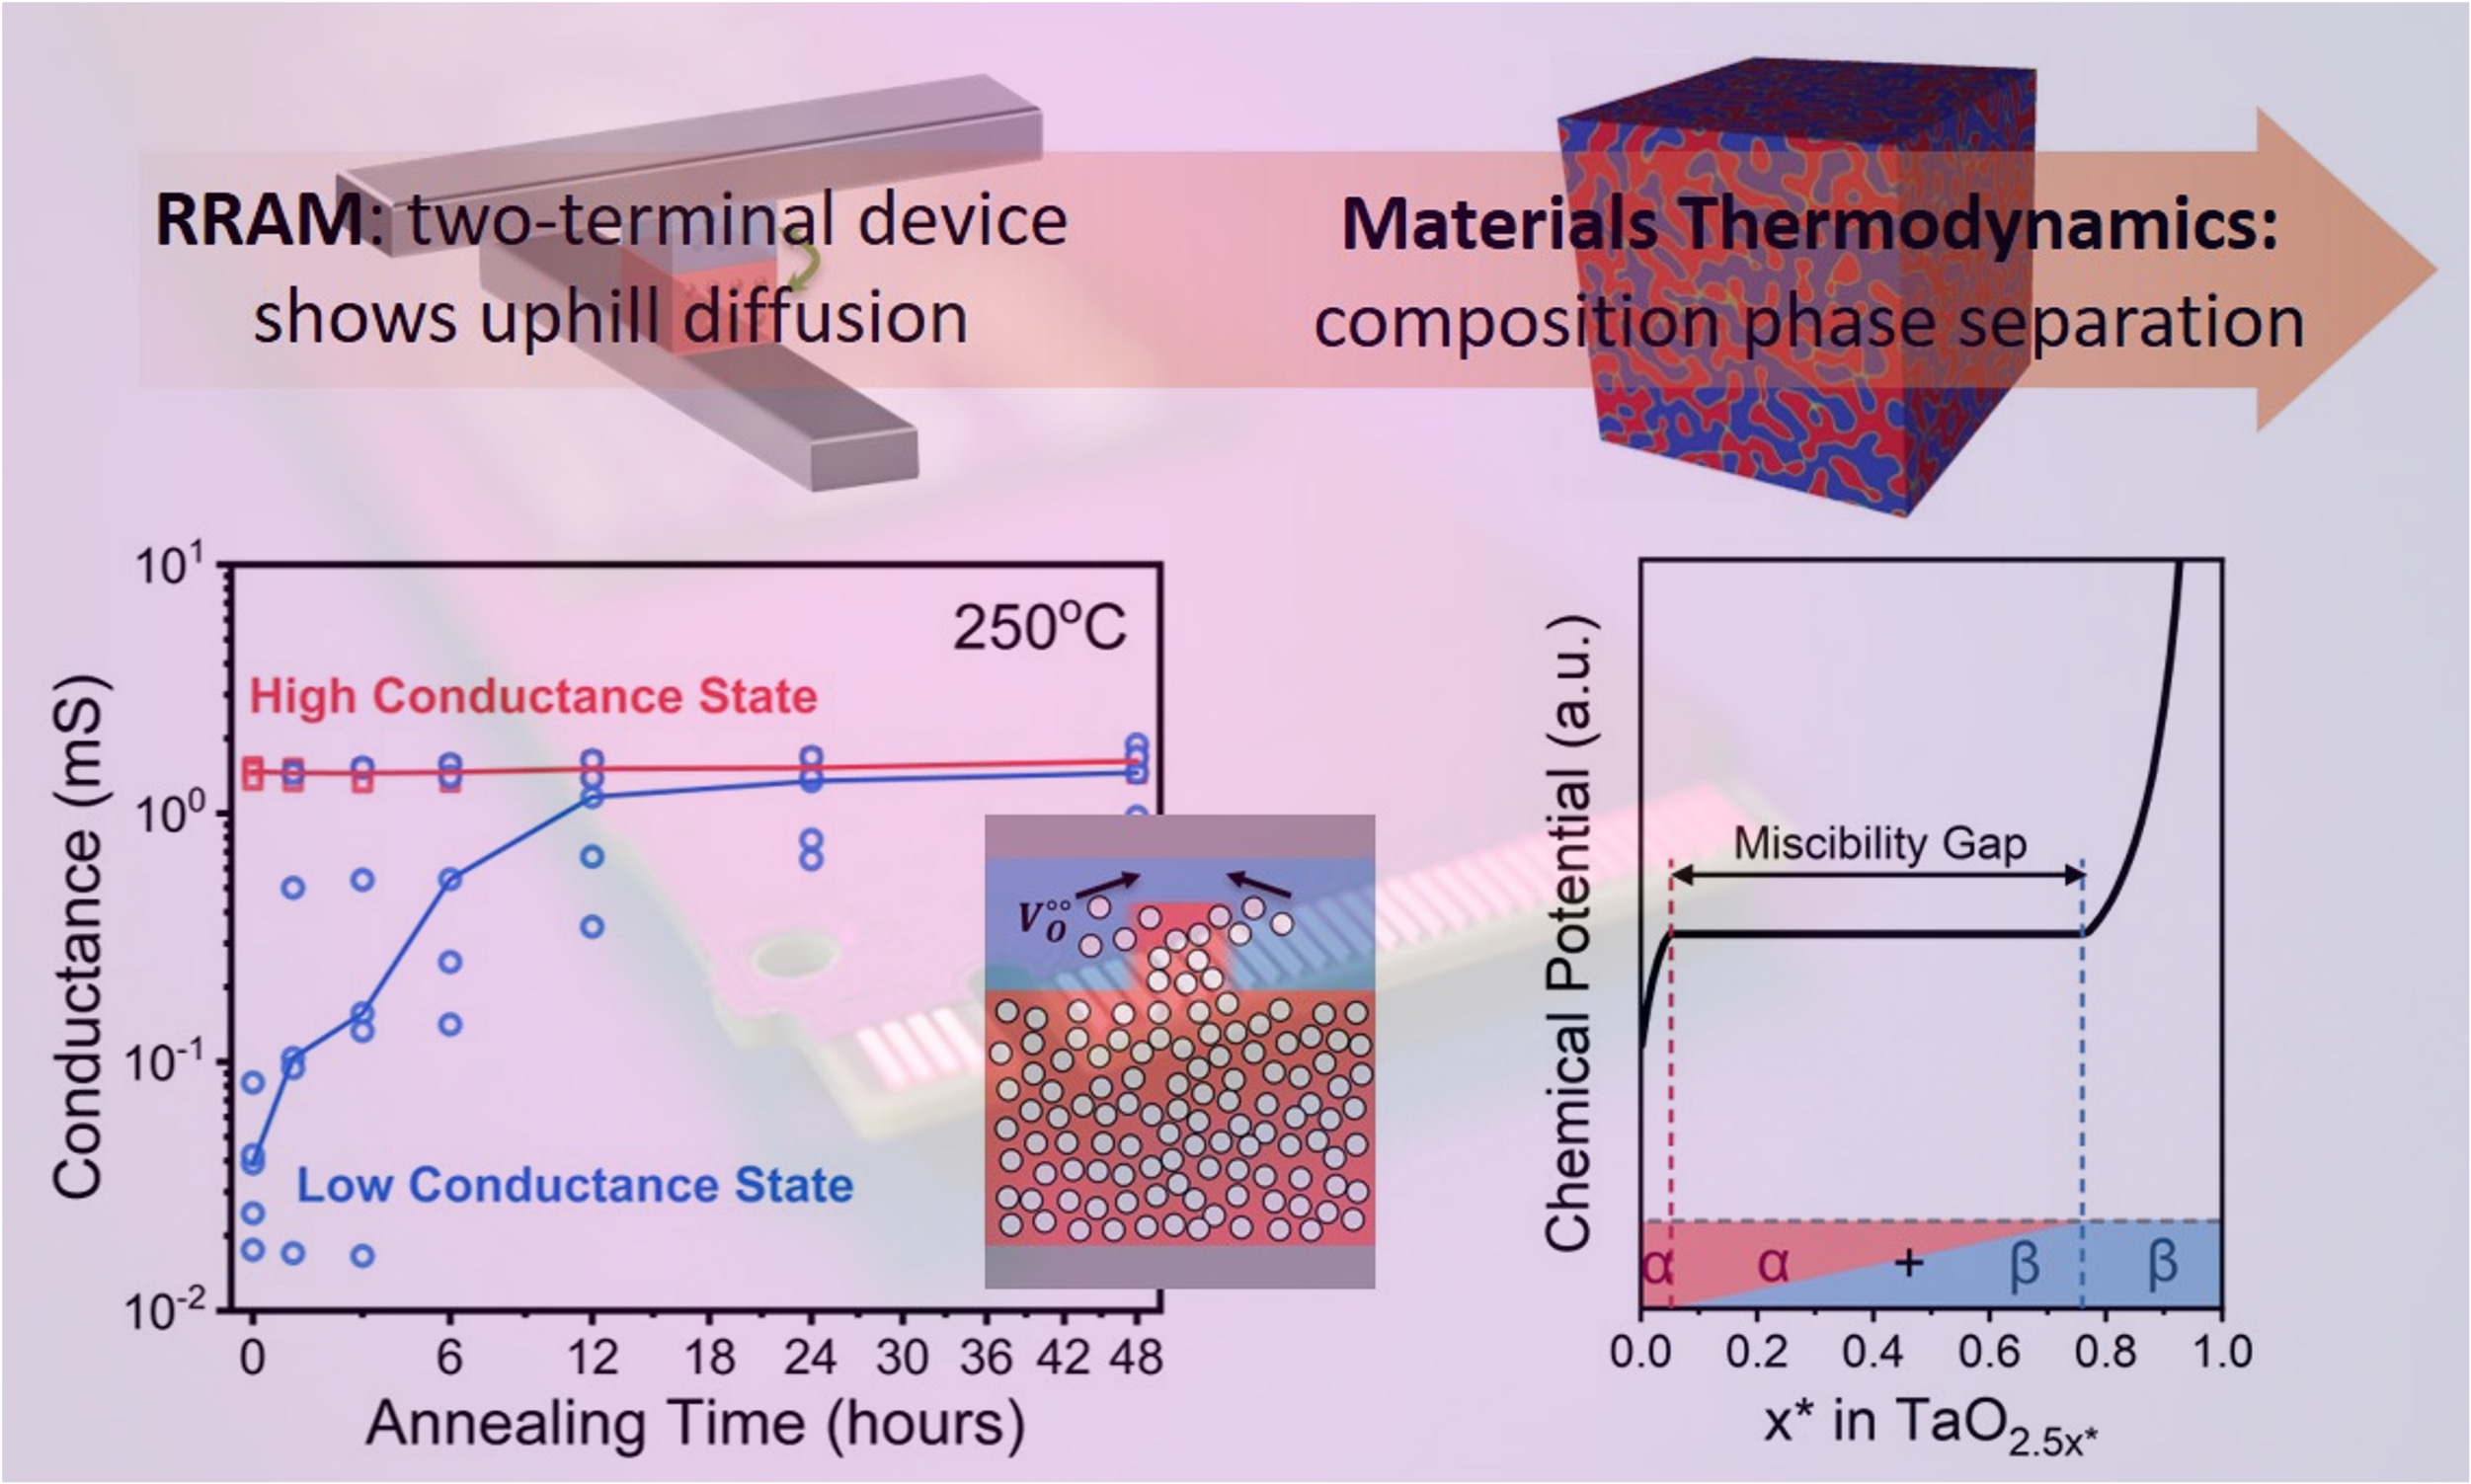 RRAM: two-terminal device
shows uphill diffusion
Materials Thermodynamics:
composition phase separation
10¹
10⁰
10⁻¹
10⁻²
Conductance (mS)
250°C
High Conductance State
Low Conductance State
0 6 12 18 24 30 36 42 48
Annealing Time (hours)
V_O^°°
Chemical Potential (a.u.)
Miscibility Gap
α α + β β
0.0 0.2 0.4 0.6 0.8 1.0
x* in TaO₂.₅ₓ*